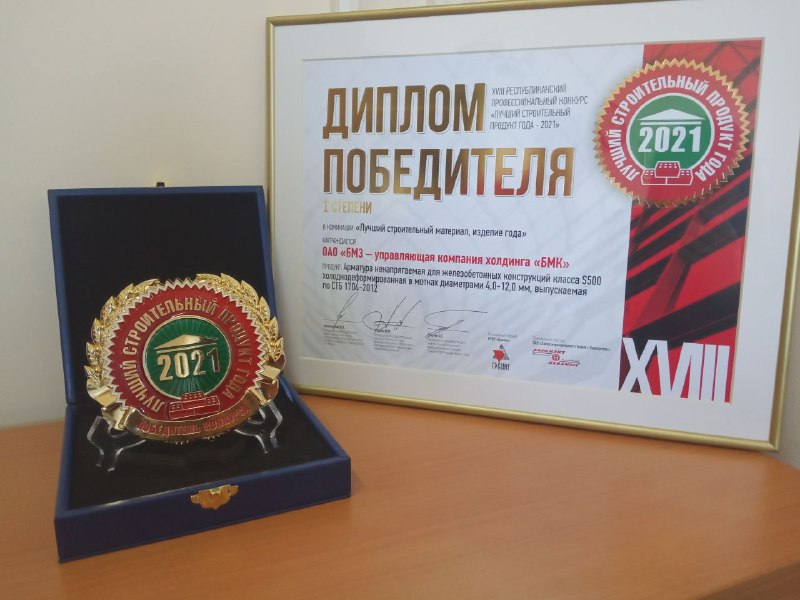 ДИПЛОМ
ПОБЕДИТЕЛЯ
1 СТЕПЕНИ
XVIII РЕСПУБЛИКАНСКИЙ
ПРОФЕССИОНАЛЬНЫЙ КОНКУРС
«ЛУЧШИЙ СТРОИТЕЛЬНЫЙ
ПРОДУКТ ГОДА - 2021»
В НОМИНАЦИИ «Лучший строительный материал, изделие года»
НАГРАЖДАЕТСЯ
ОАО «БМЗ – управляющая компания холдинга «БМК»
ПРОДУКТ: Арматура ненапрягаемая для железобетонных конструкций класса S500
холоднодеформированная в мотках диаметрами 4,0-12,0 мм, выпускаемая
по СТБ 1704-2012
ЛУЧШИЙ СТРОИТЕЛЬНЫЙ ПРОДУКТ ГОДА
2021
XVIII
ЛУЧШИЙ СТРОИТЕЛЬНЫЙ ПРОДУКТ ГОДА
2021
ПОБЕДИТЕЛЬ КОНКУРСА